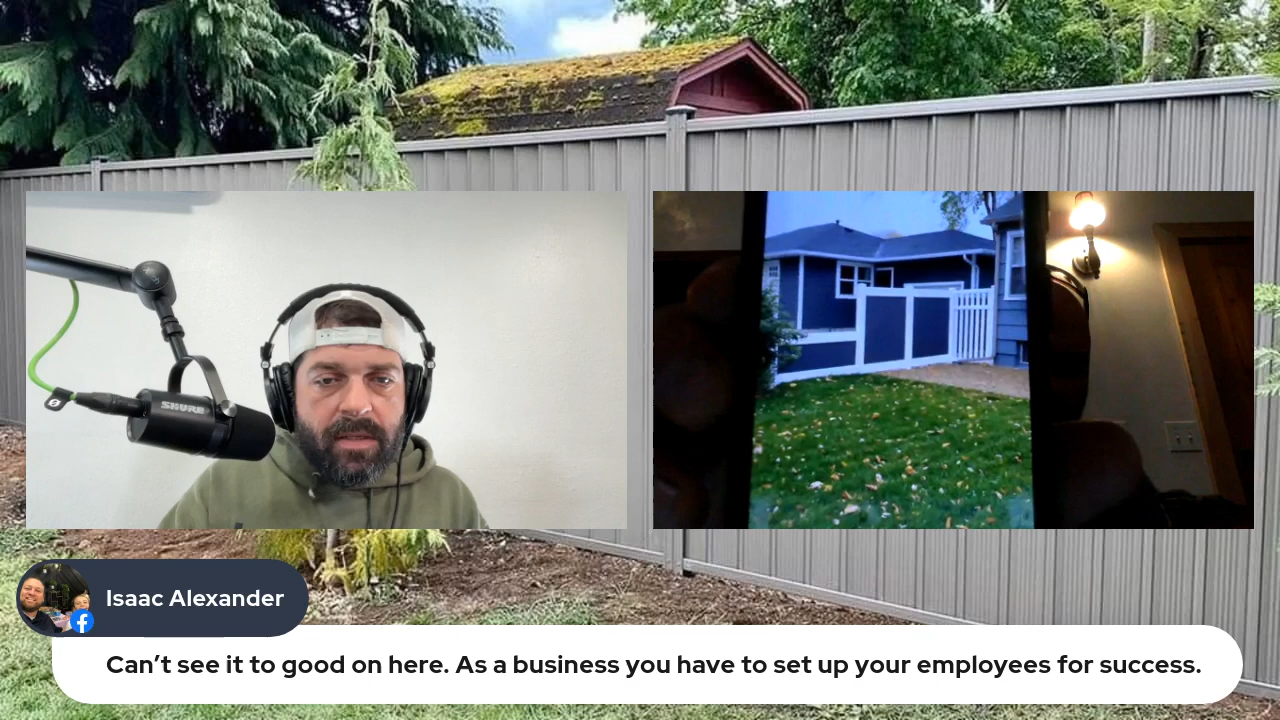 SHURE
Isaac Alexander
Can’t see it to good on here. As a business you have to set up your employees for success.